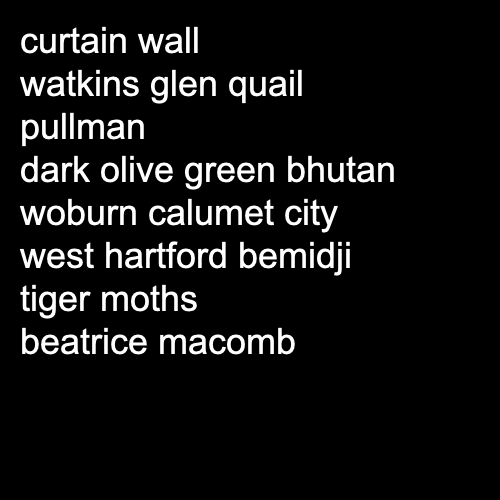 curtain wall
watkins glen quail
pullman
dark olive green bhutan
woburn calumet city
west hartford bemidji
tiger moths
beatrice macomb